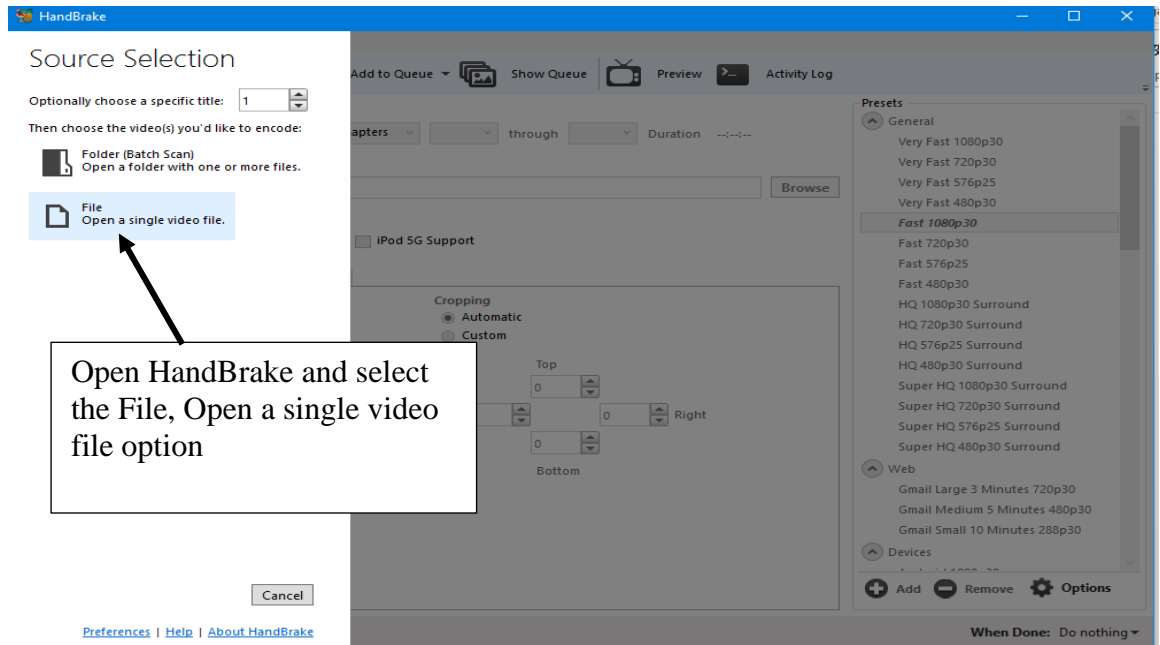 HandBrake
Source Selection
Optionally choose a specific title: 1
Then choose the video(s) you'd like to encode:
Folder (Batch Scan)
Open a folder with one or more files.
File
Open a single video file.
Open HandBrake and select
the File, Open a single video
file option
Cancel
Preferences | Help | About HandBrake
Add to Queue Show Queue Preview Activity Log
apters through Duration --:--:--
Browse
iPod 5G Support
Cropping
Automatic
Custom
Top
0
0 Right
0
Bottom
Presets
General
Very Fast 1080p30
Very Fast 720p30
Very Fast 576p25
Very Fast 480p30
Fast 1080p30
Fast 720p30
Fast 576p25
Fast 480p30
HQ 1080p30 Surround
HQ 720p30 Surround
HQ 576p25 Surround
HQ 480p30 Surround
Super HQ 1080p30 Surround
Super HQ 720p30 Surround
Super HQ 576p25 Surround
Super HQ 480p30 Surround
Web
Gmail Large 3 Minutes 720p30
Gmail Medium 5 Minutes 480p30
Gmail Small 10 Minutes 288p30
Devices
Add Remove Options
When Done: Do nothing